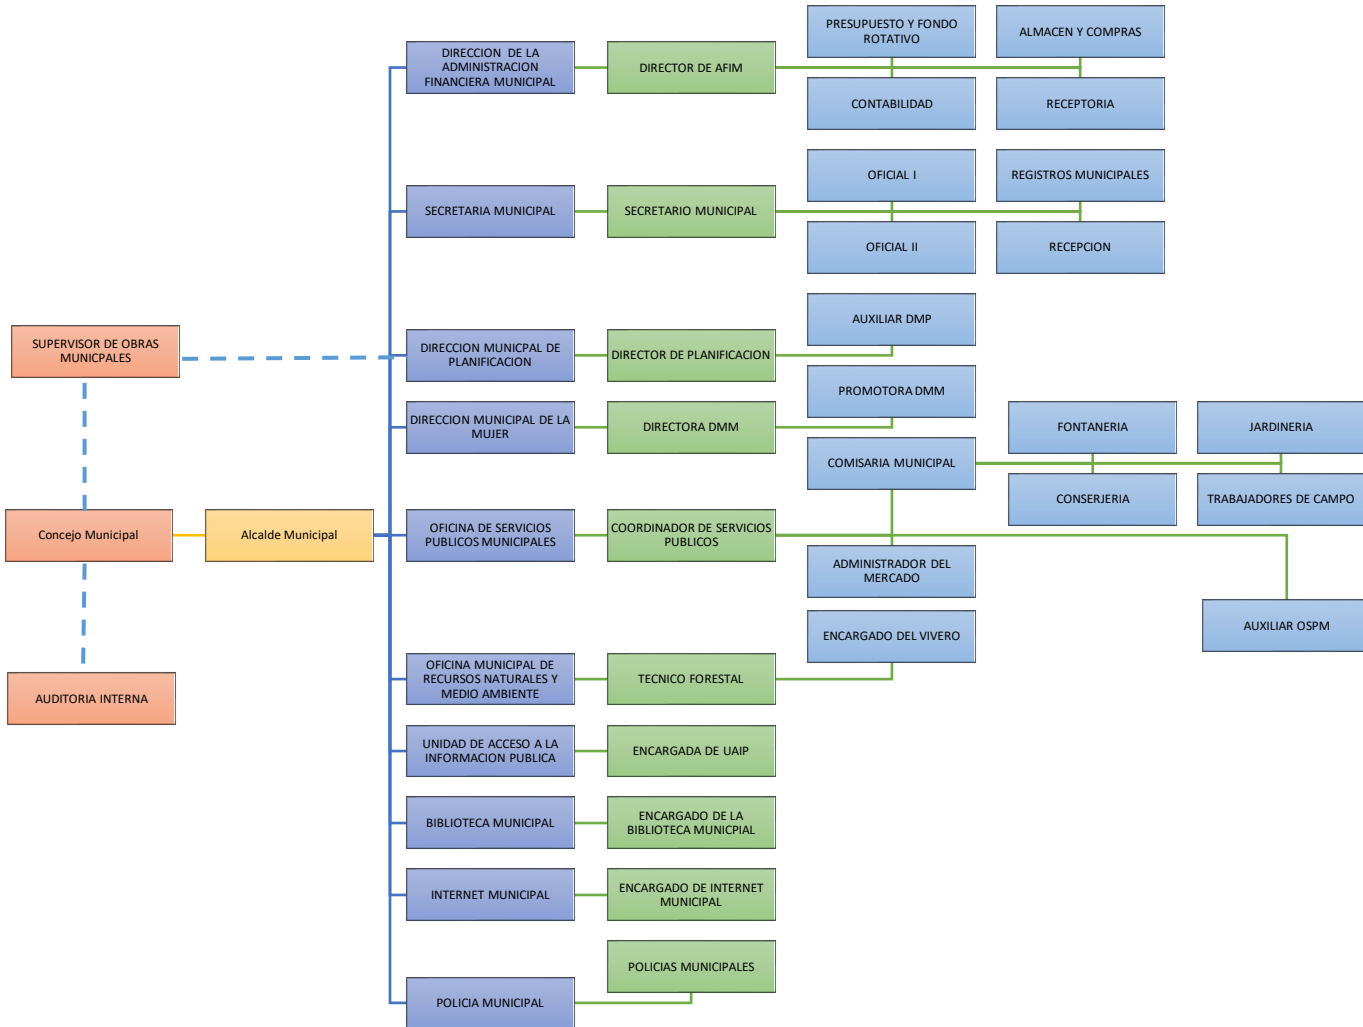 PRESUPUESTO Y FONDO
ROTATIVO
ALMACEN Y COMPRAS
DIRECCION DE LA
ADMINISTRACION
FINANCIERA MUNICIPAL
DIRECTOR DE AFIM
CONTABILIDAD
RECEPTORIA
OFICIAL I
REGISTROS MUNICIPALES
SECRETARIA MUNICIPAL
SECRETARIO MUNICIPAL
OFICIAL II
RECEPCION
AUXILIAR DMP
SUPERVISOR DE OBRAS
MUNICPALES
DIRECCION MUNICPAL DE
PLANIFICACION
DIRECTOR DE PLANIFICACION
PROMOTORA DMM
DIRECCION MUNICIPAL DE LA
MUJER
DIRECTORA DMM
FONTANERIA
JARDINERIA
COMISARIA MUNICIPAL
CONSERJERIA
TRABAJADORES DE CAMPO
Concejo Municipal
Alcalde Municipal
OFICINA DE SERVICIOS
PUBLICOS MUNICIPALES
COORDINADOR DE SERVICIOS
PUBLICOS
ADMINISTRADOR DEL
MERCADO
AUXILIAR OSPM
ENCARGADO DEL VIVERO
AUDITORIA INTERNA
OFICINA MUNICIPAL DE
RECURSOS NATURALES Y
MEDIO AMBIENTE
TECNICO FORESTAL
UNIDAD DE ACCESO A LA
INFORMACION PUBLICA
ENCARGADA DE UAIP
BIBLIOTECA MUNICIPAL
ENCARGADO DE LA
BIBLIOTECA MUNICPIAL
INTERNET MUNICIPAL
ENCARGADO DE INTERNET
MUNICIPAL
POLICIAS MUNICIPALES
POLICIA MUNICIPAL